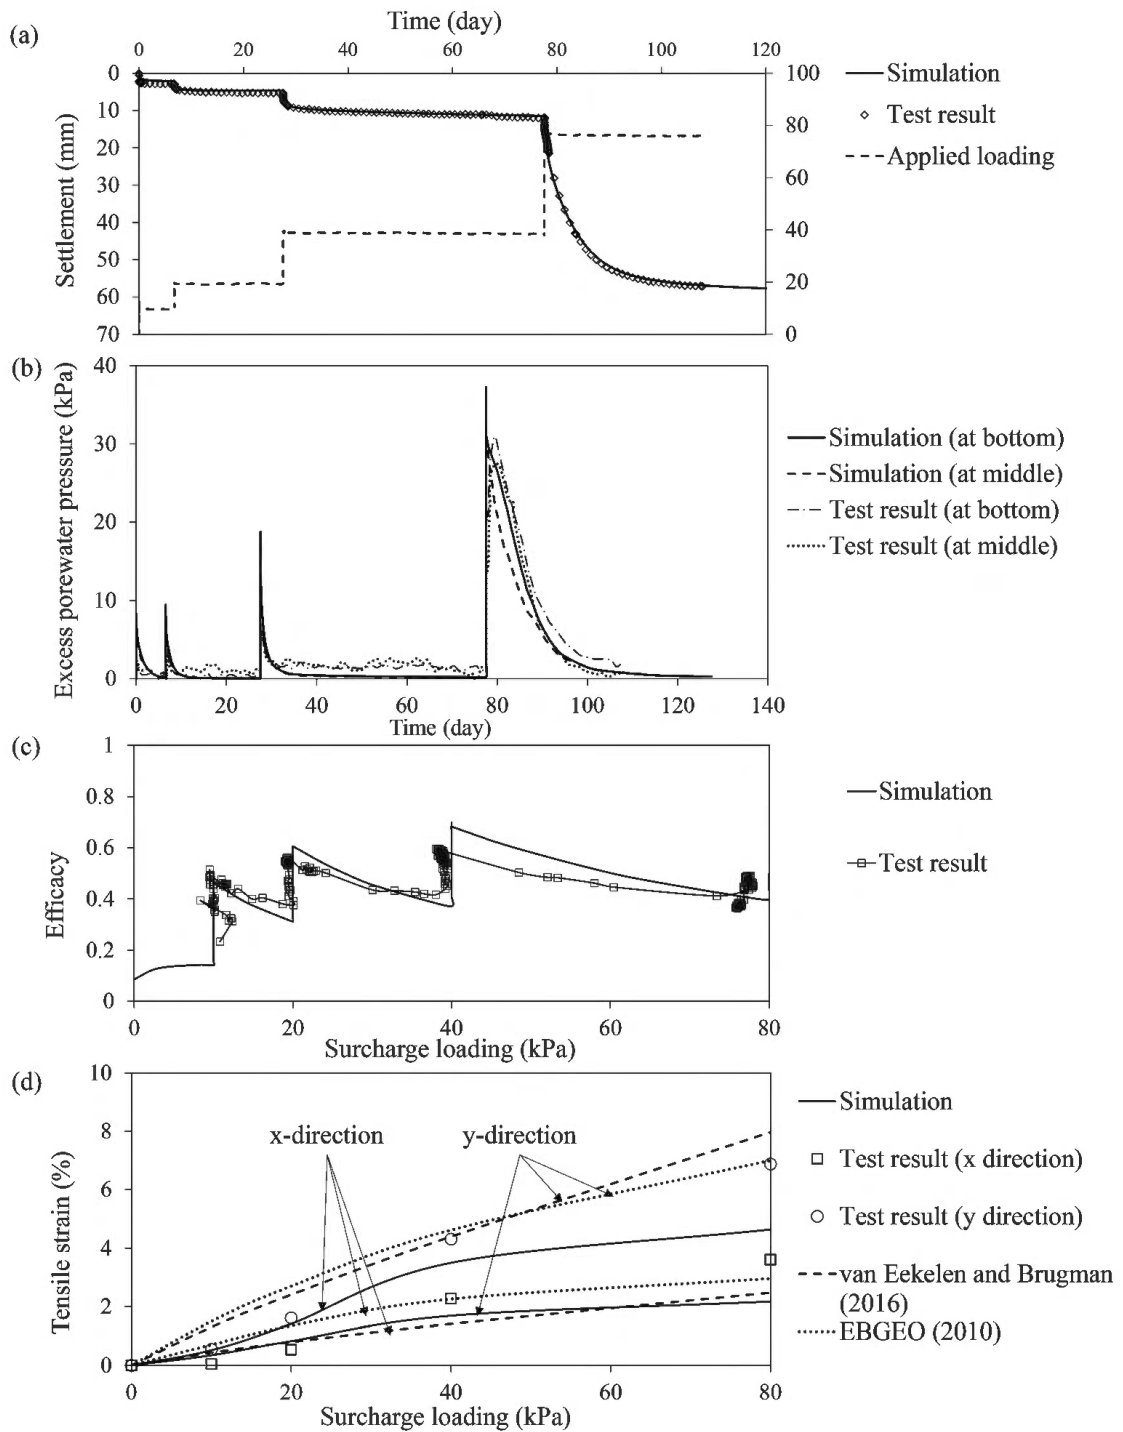 (a)
Time (day)
0 20 40 60 80 100 120
0
10
20
30
40
50
60
70
Settlement (mm)
100
80
60
40
20
0
Simulation
Test result
Applied loading
(b)
40
30
20
10
0
Excess porewater pressure (kPa)
0 20 40 60 80 100 120 140
Time (day)
Simulation (at bottom)
Simulation (at middle)
Test result (at bottom)
Test result (at middle)
(c)
1
0.8
0.6
0.4
0.2
0
Efficacy
0 20 40 60 80
Surcharge loading (kPa)
Simulation
Test result
(d)
10
8
6
4
2
0
Tensile strain (%)
x-direction
y-direction
0 20 40 60 80
Surcharge loading (kPa)
Simulation
Test result (x direction)
Test result (y direction)
van Eekelen and Brugman
(2016)
EBGEO (2010)